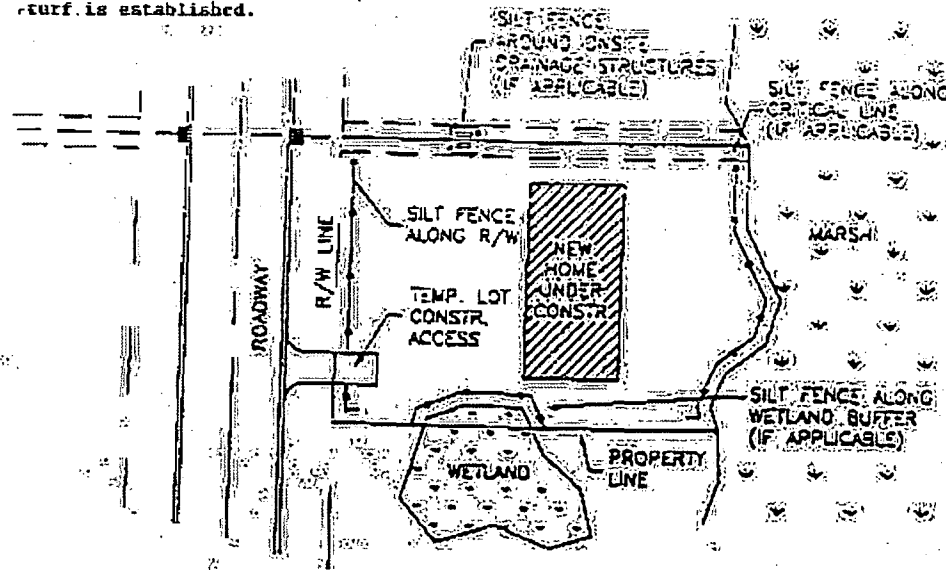 turf is established.
SILT FENCE
AROUND ONSITE
DRAINAGE STRUCTURES
(IF APPLICABLE)
SILT FENCE ALONG
CRITICAL LINE
(IF APPLICABLE)
SILT FENCE
ALONG R/W
MARSH
NEW
HOME
UNDER
CONSTR.
R/W LINE
ROADWAY
TEMP. LOT
CONSTR.
ACCESS
SILT FENCE ALONG
WETLAND BUFFER
(IF APPLICABLE)
WETLAND
PROPERTY
LINE